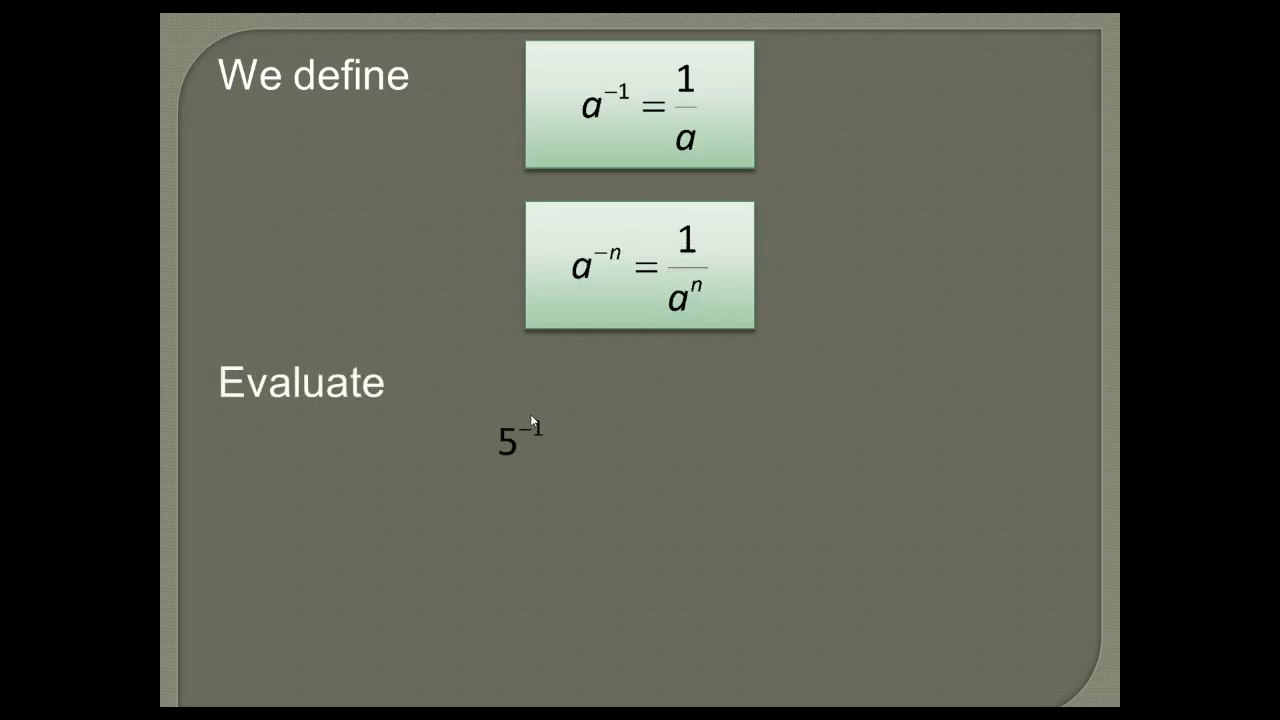 We define
a⁻¹ = 1/a
a⁻ⁿ = 1/aⁿ
Evaluate
5⁻¹